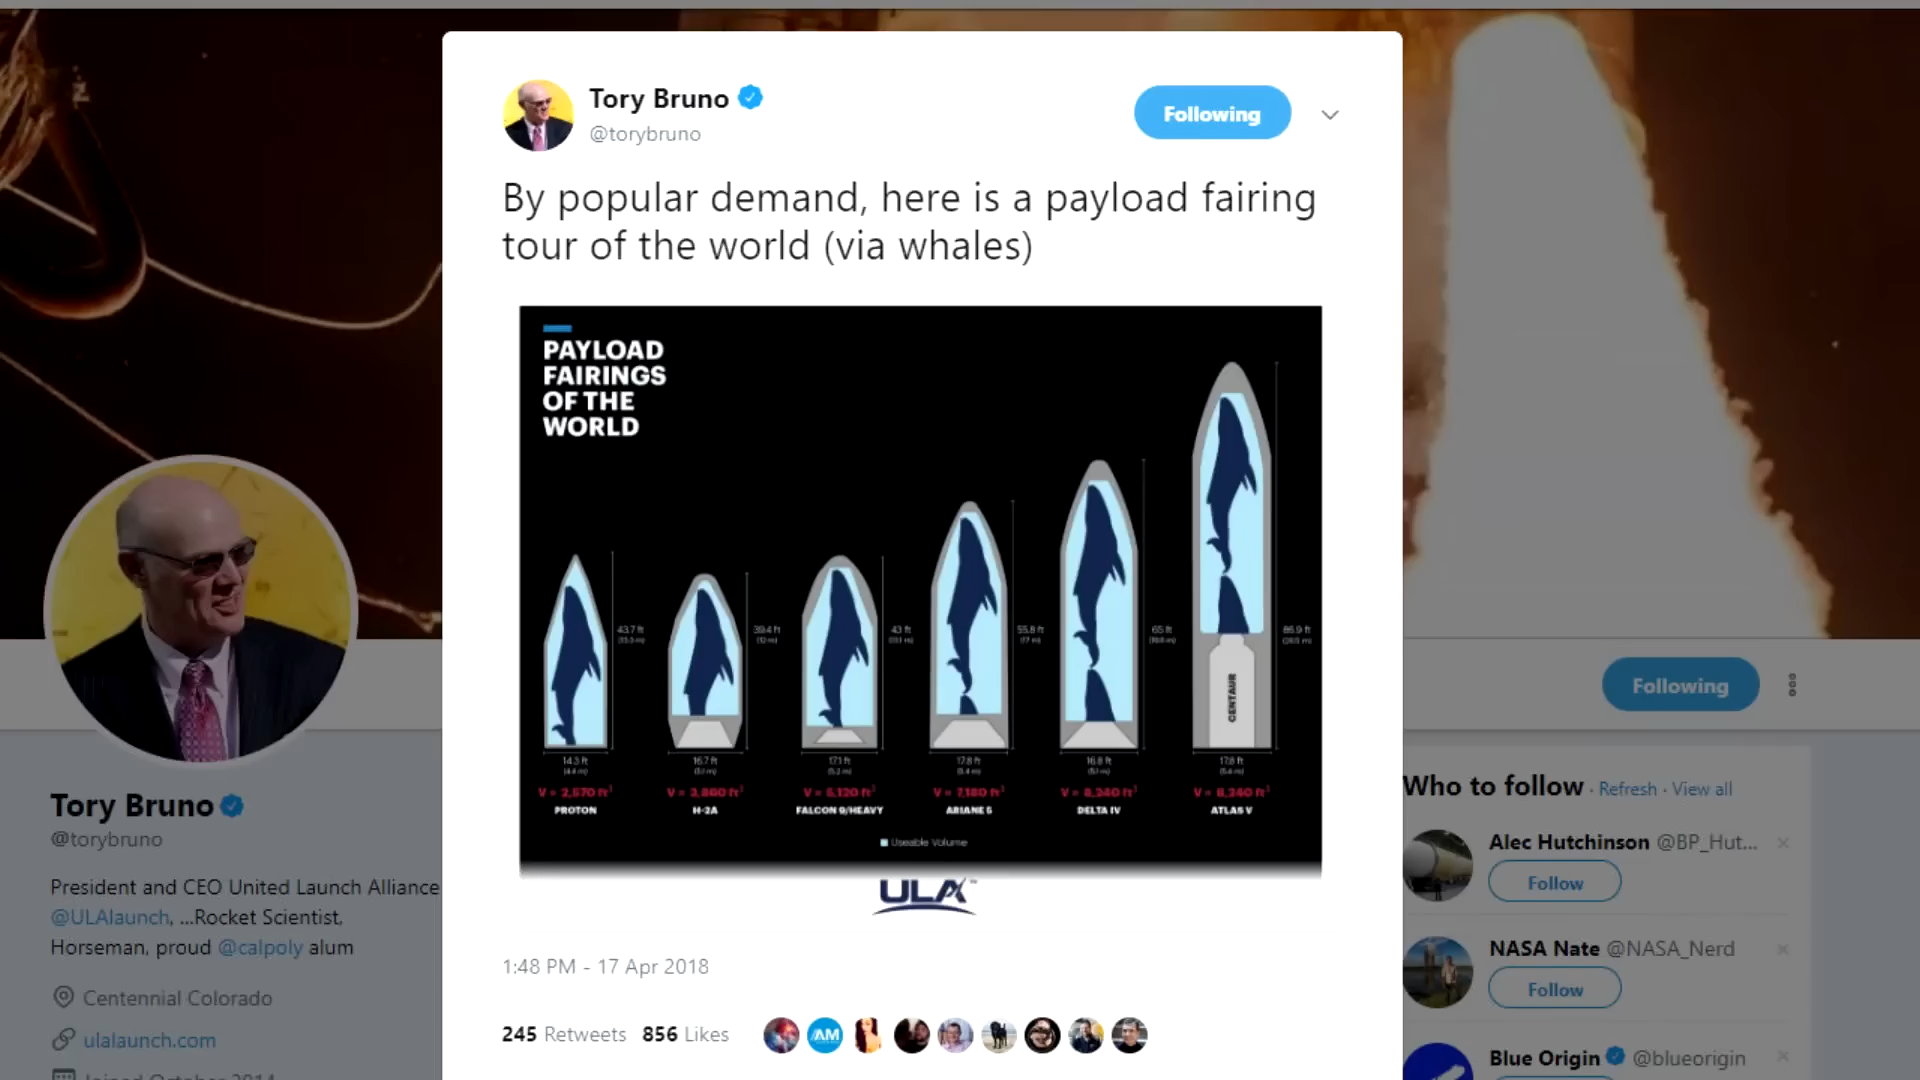 Tory Bruno
@torybruno
Following
By popular demand, here is a payload fairing
tour of the world (via whales)
PAYLOAD
FAIRINGS
OF THE
WORLD
43.7 ft
39.4 ft
(12 m)
43 ft
(13.1 m)
55.8 ft
(17 m)
65 ft
86.9 ft
CENTAUR
14.3 ft
(4.4 m)
16.7 ft
(5.1 m)
17.1 ft
(5.2 m)
17.8 ft
(5.4 m)
16.8 ft
(5.1 m)
17.8 ft
(5.4 m)
V = 2,570 ft³
V = 3,860 ft³
V = 5,120 ft³
V = 7,180 ft³
V = 8,240 ft³
V = 8,240 ft³
PROTON
H-2A
FALCON 9/HEAVY
ARIANE 5
DELTA IV
ATLAS V
Useable Volume
ULA
1:48 PM - 17 Apr 2018
245 Retweets 856 Likes
AM
Tory Bruno
@torybruno
President and CEO United Launch Alliance
@ULAlaunch, ...Rocket Scientist,
Horseman, proud @calpoly alum
Centennial Colorado
ulalaunch.com
Joined October 2014
Following
Who to follow · Refresh · View all
Alec Hutchinson @BP_Hut...
Follow
NASA Nate @NASA_Nerd
Follow
Blue Origin @blueorigin